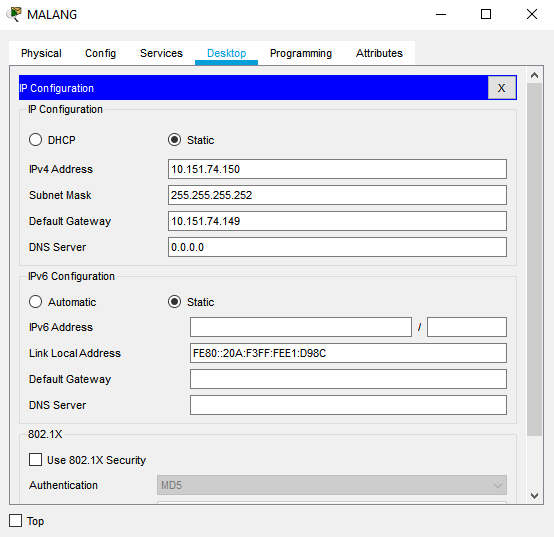 MALANG
Physical Config Services Desktop Programming Attributes
IP Configuration X
IP Configuration
DHCP Static
IPv4 Address 10.151.74.150
Subnet Mask 255.255.255.252
Default Gateway 10.151.74.149
DNS Server 0.0.0.0
IPv6 Configuration
Automatic Static
IPv6 Address /
Link Local Address FE80::20A:F3FF:FEE1:D98C
Default Gateway
DNS Server
802.1X
Use 802.1X Security
Authentication MD5
Top